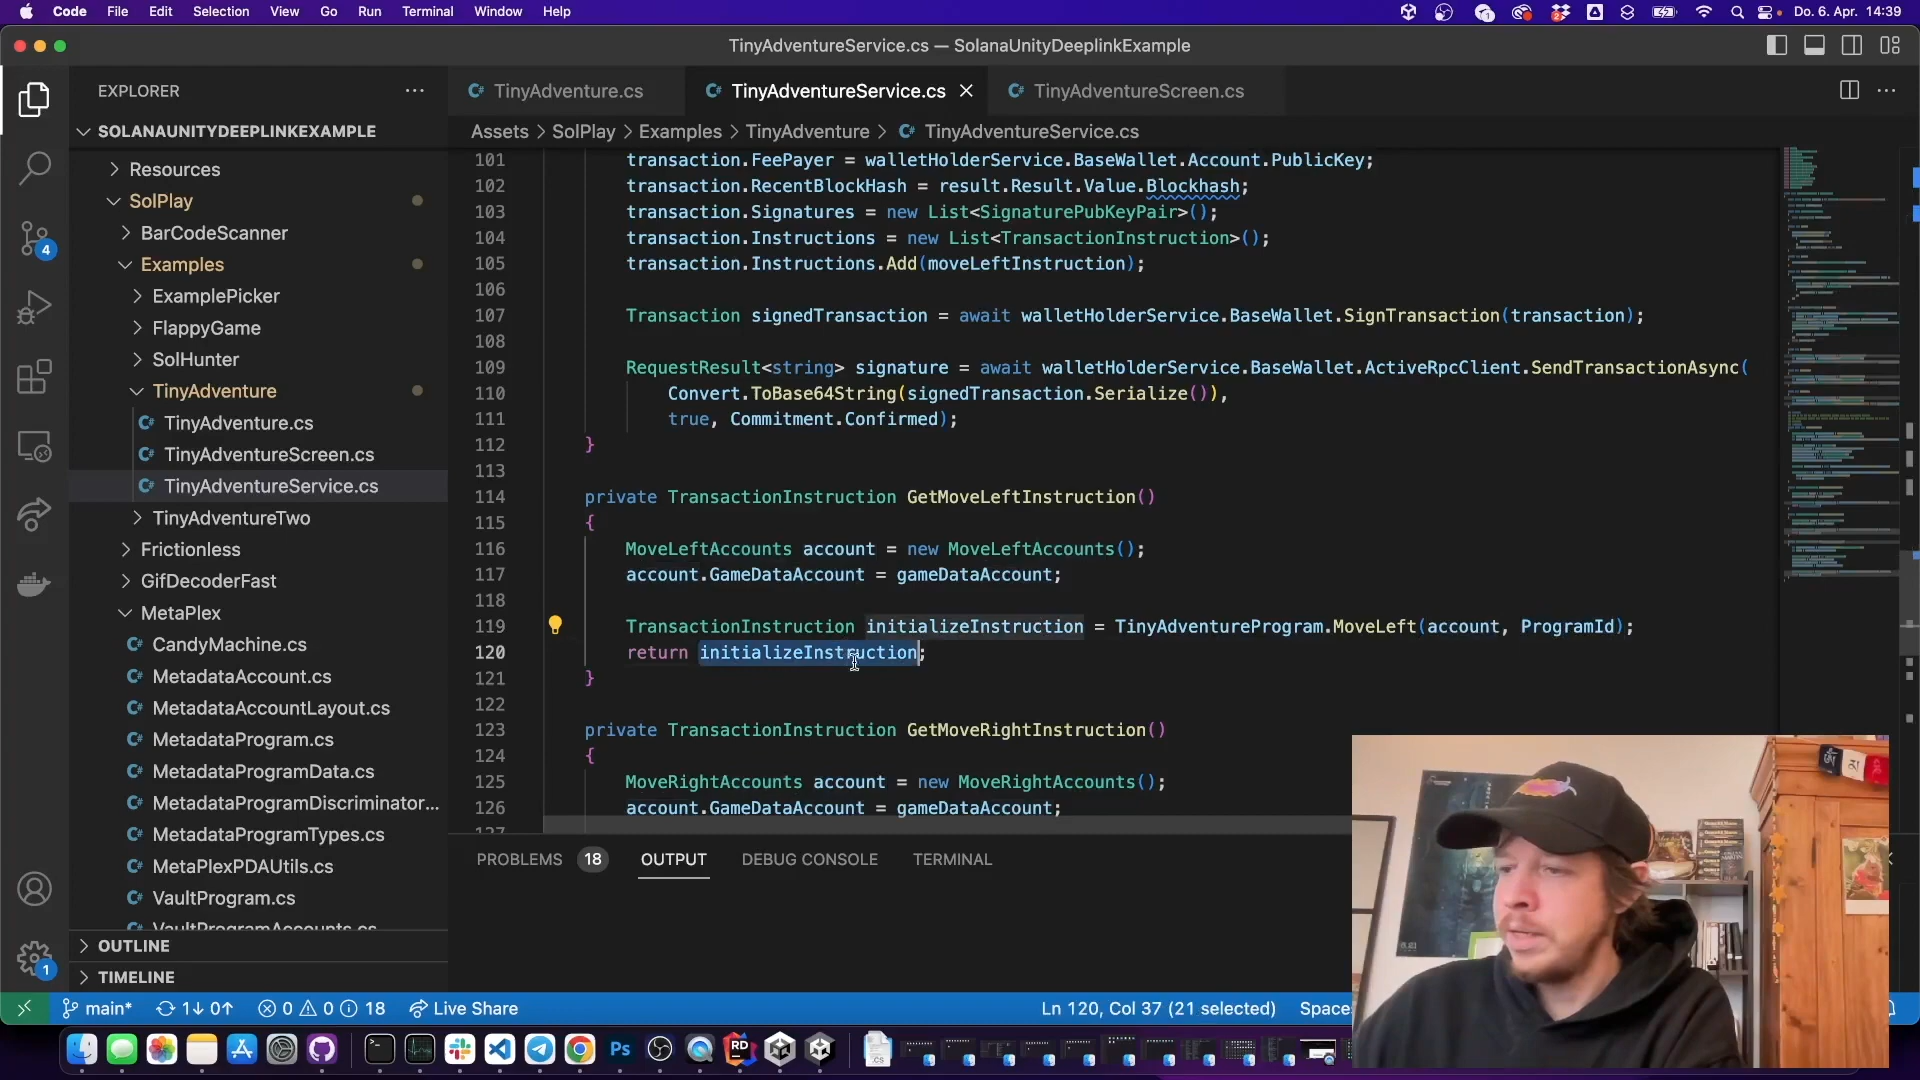 Code File Edit Selection View Go Run Terminal Window Help
Do. 6. Apr. 14:39
TinyAdventureService.cs — SolanaUnityDeeplinkExample
EXPLORER
TinyAdventure.cs
TinyAdventureService.cs
TinyAdventureScreen.cs
SOLANAUNITYDEEPLINKEXAMPLE
Assets > SolPlay > Examples > TinyAdventure > TinyAdventureService.cs
Resources
SolPlay
BarCodeScanner
Examples
ExamplePicker
FlappyGame
SolHunter
TinyAdventure
TinyAdventure.cs
TinyAdventureScreen.cs
TinyAdventureService.cs
TinyAdventureTwo
Frictionless
GifDecoderFast
MetaPlex
CandyMachine.cs
MetadataAccount.cs
MetadataAccountLayout.cs
MetadataProgram.cs
MetadataProgramData.cs
MetadataProgramDiscriminator...
MetadataProgramTypes.cs
MetaPlexPDAUtils.cs
VaultProgram.cs
VaultProgramAccounts.cs
OUTLINE
TIMELINE
4
1
101 transaction.FeePayer = walletHolderService.BaseWallet.Account.PublicKey;
102 transaction.RecentBlockHash = result.Result.Value.Blockhash;
103 transaction.Signatures = new List<SignaturePubKeyPair>();
104 transaction.Instructions = new List<TransactionInstruction>();
105 transaction.Instructions.Add(moveLeftInstruction);
106
107 Transaction signedTransaction = await walletHolderService.BaseWallet.SignTransaction(transaction);
108
109 RequestResult<string> signature = await walletHolderService.BaseWallet.ActiveRpcClient.SendTransactionAsync(
110 Convert.ToBase64String(signedTransaction.Serialize()),
111 true, Commitment.Confirmed);
112 }
113
114 private TransactionInstruction GetMoveLeftInstruction()
115 {
116 MoveLeftAccounts account = new MoveLeftAccounts();
117 account.GameDataAccount = gameDataAccount;
118
119 TransactionInstruction initializeInstruction = TinyAdventureProgram.MoveLeft(account, ProgramId);
120 return initializeInstruction;
121 }
122
123 private TransactionInstruction GetMoveRightInstruction()
124 {
125 MoveRightAccounts account = new MoveRightAccounts();
126 account.GameDataAccount = gameDataAccount;
127
PROBLEMS 18 OUTPUT DEBUG CONSOLE TERMINAL
main* 1↓ 0↑ 0 0 18 Live Share
Ln 120, Col 37 (21 selected) Space
Ps
RD